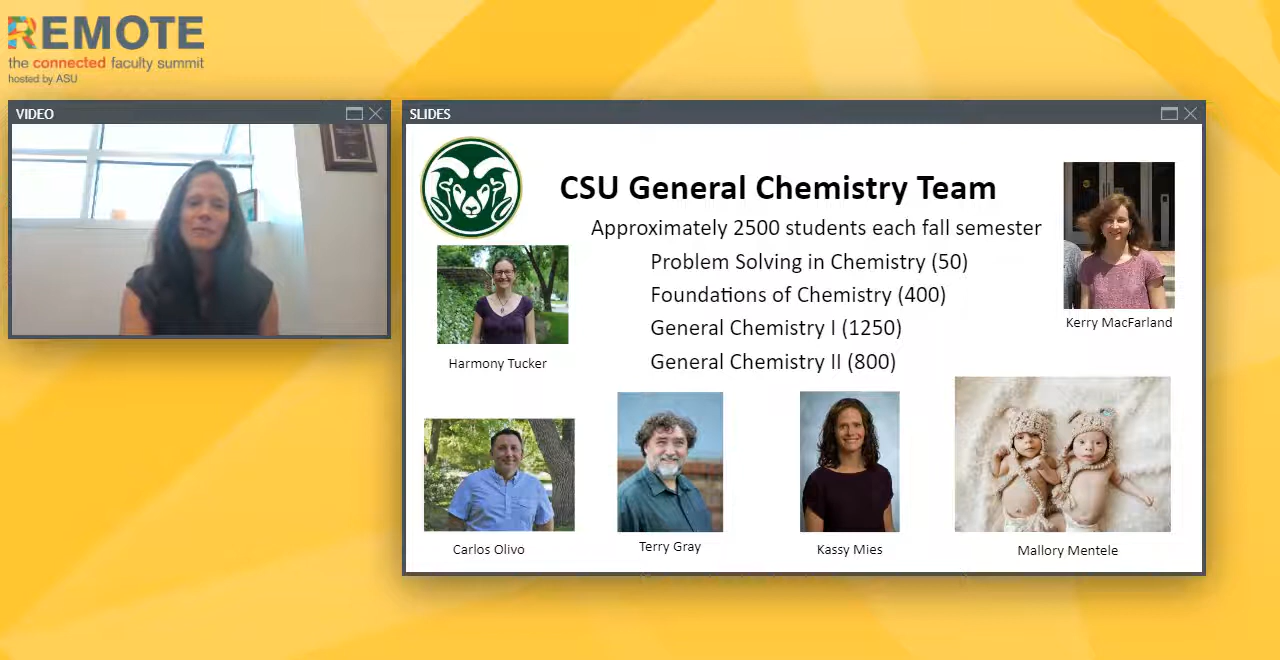 REMOTE
the connected faculty summit
hosted by ASU
VIDEO
SLIDES
CSU General Chemistry Team
Approximately 2500 students each fall semester
Problem Solving in Chemistry (50)
Foundations of Chemistry (400)
General Chemistry I (1250)
General Chemistry II (800)
Kerry MacFarland
Harmony Tucker
Carlos Olivo
Terry Gray
Kassy Mies
Mallory Mentele